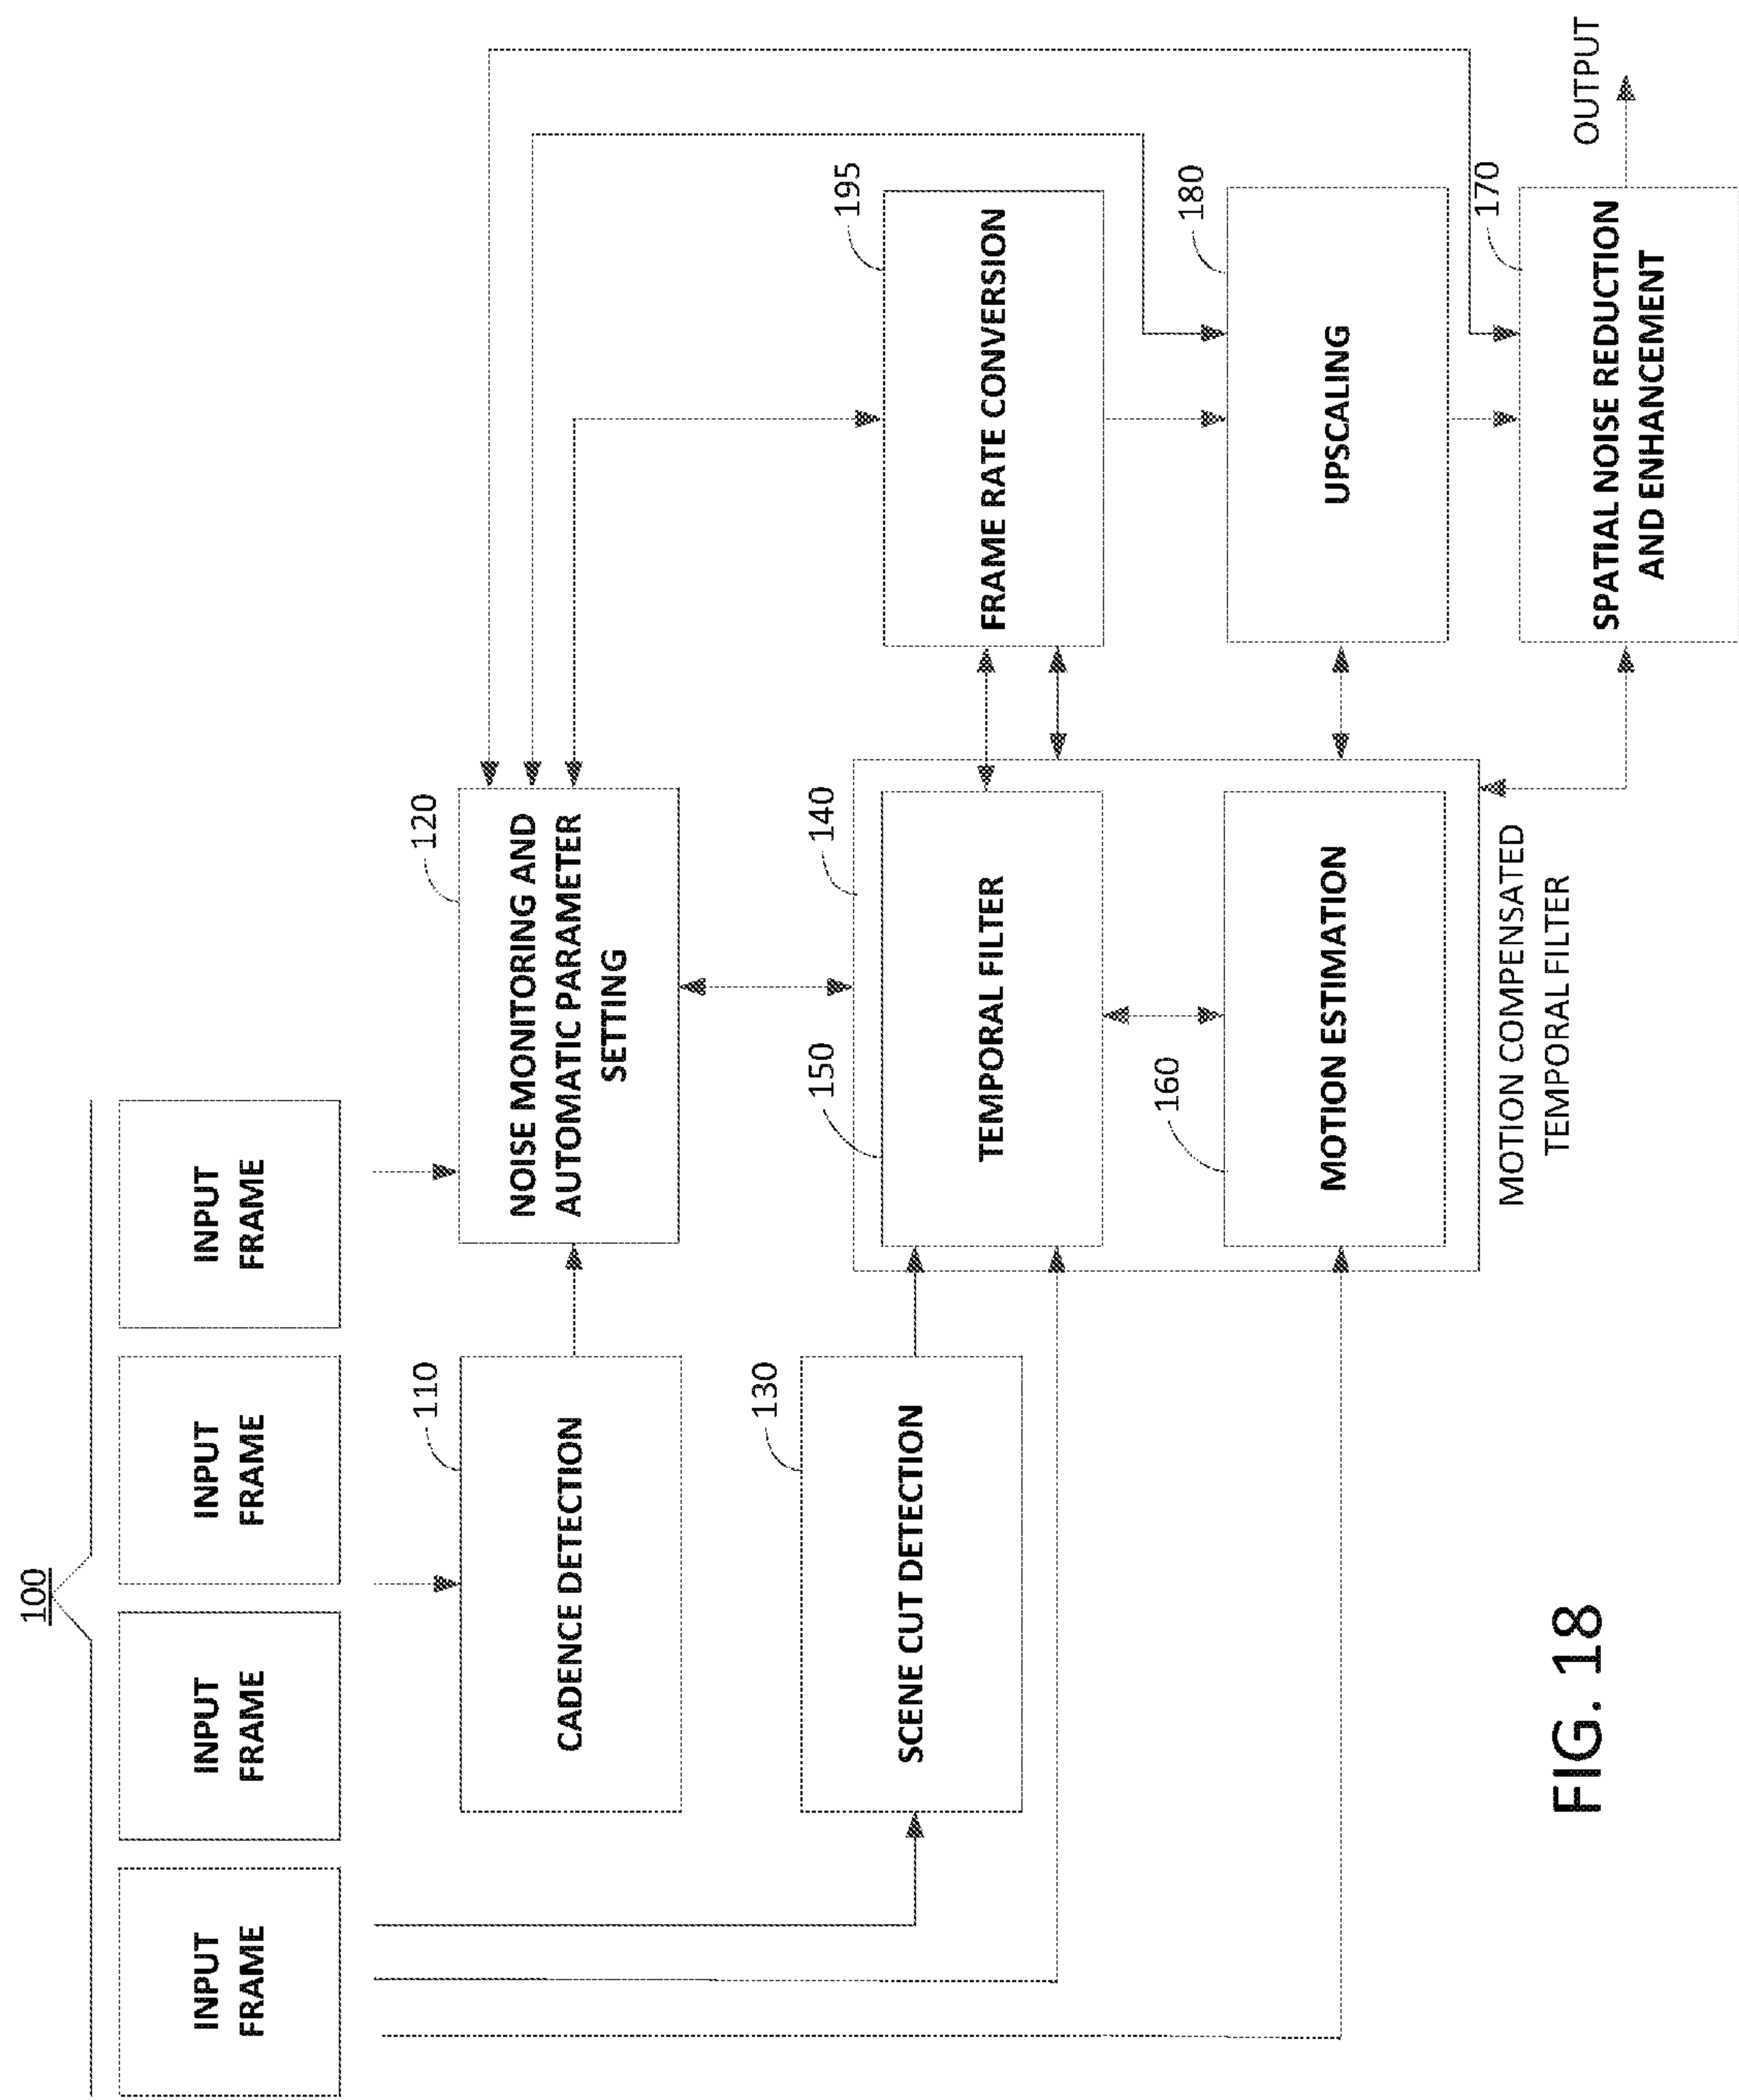 100
INPUT
FRAME
INPUT
FRAME
INPUT
FRAME
INPUT
FRAME
110
CADENCE DETECTION
120
NOISE MONITORING AND
AUTOMATIC PARAMETER
SETTING
130
SCENE CUT DETECTION
140
150
TEMPORAL FILTER
160
MOTION ESTIMATION
MOTION COMPENSATED
TEMPORAL FILTER
195
FRAME RATE CONVERSION
180
UPSCALING
170
SPATIAL NOISE REDUCTION
AND ENHANCEMENT
OUTPUT
FIG. 18